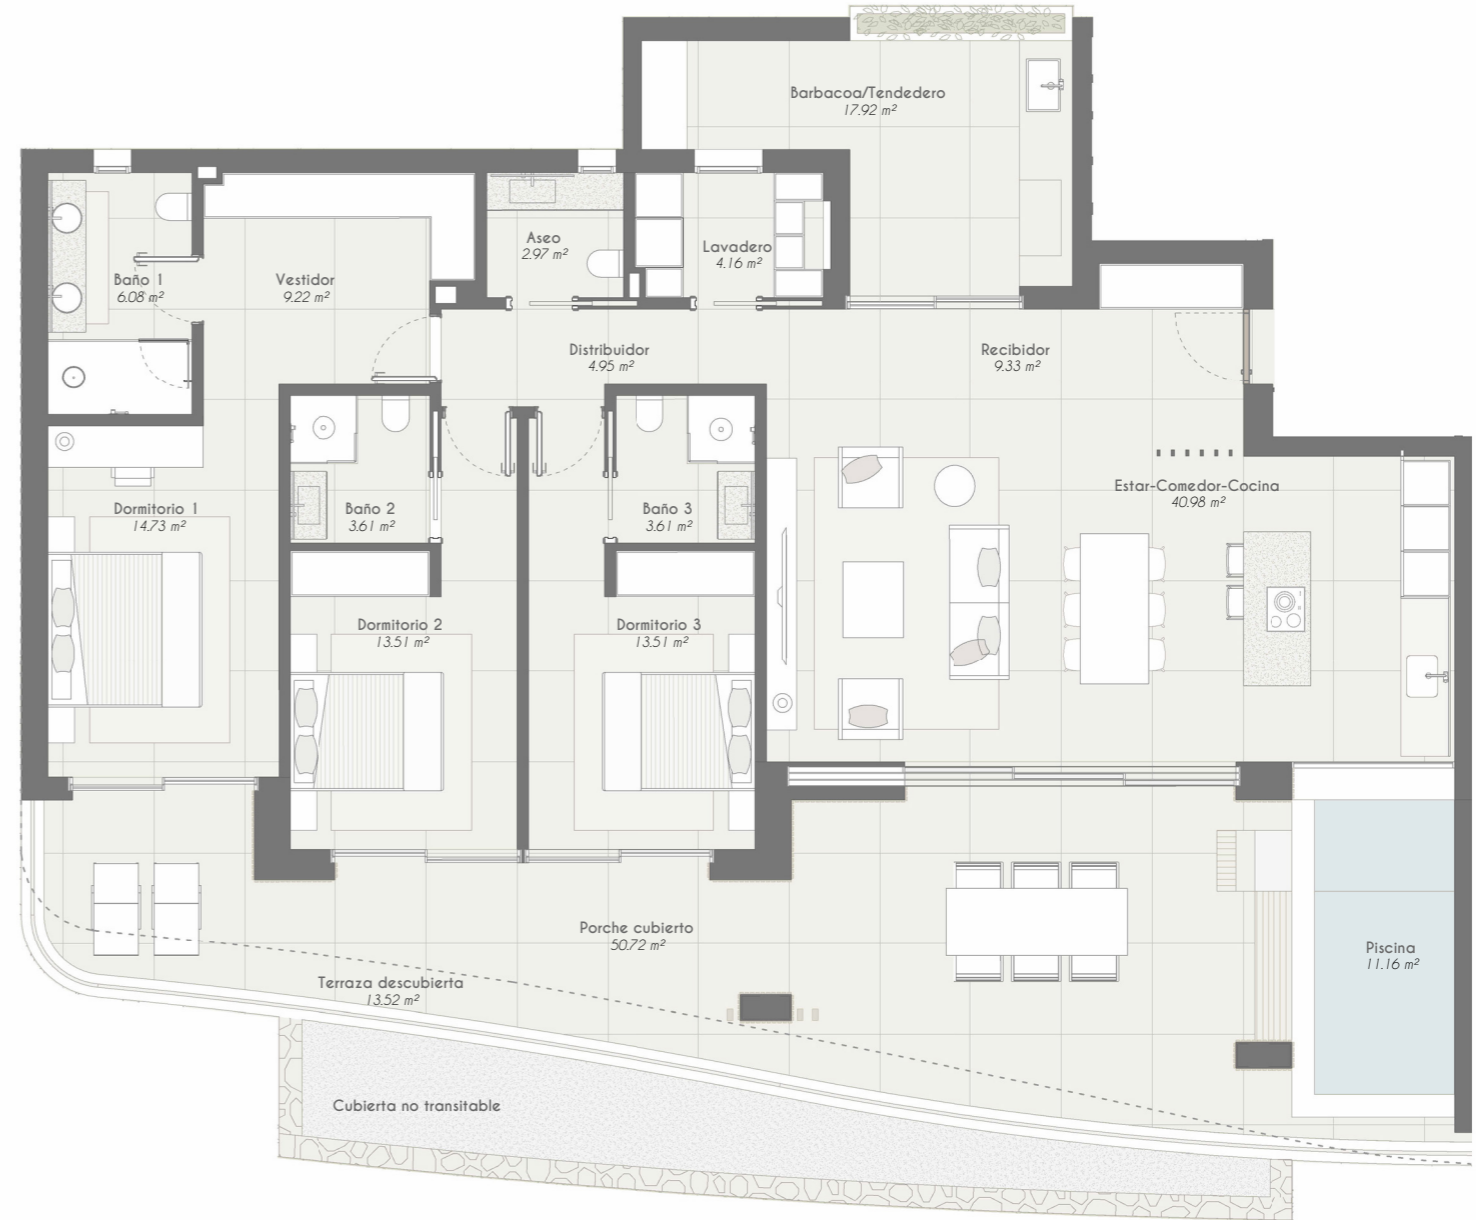 Barbacoa/Tendedero
17.92 m²
Aseo
2.97 m²
Lavadero
4.16 m²
Baño 1
6.08 m²
Vestidor
9.22 m²
Distribuidor
4.95 m²
Recibidor
9.33 m²
Estar-Comedor-Cocina
40.98 m²
Dormitorio 1
14.73 m²
Baño 2
3.61 m²
Baño 3
3.61 m²
Dormitorio 2
13.51 m²
Dormitorio 3
13.51 m²
Porche cubierto
50.72 m²
Piscina
11.16 m²
Terraza descubierta
13.52 m²
Cubierta no transitable